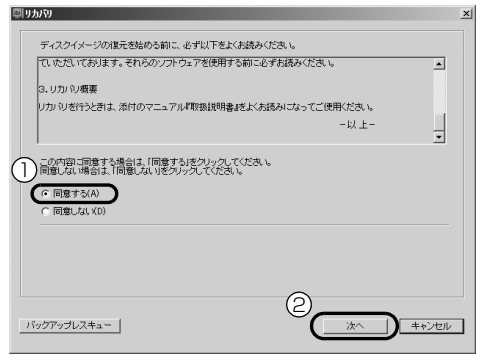 リカバリ
ディスクイメージの復元を始める前に、必ず以下をよくお読みください。
ていただいております。それらのソフトウェアを使用する前に必ずお読みください。
3. リカバリ概要
リカバリを行うときは、添付のマニュアル『取扱説明書』をよくお読みになってご使用ください。
－以 上－
この内容に同意する場合は、「同意する」をクリックしてください。
同意しない場合は、「同意しない」をクリックしてください。
①
同意する(A)
同意しない(D)
②
バックアップレスキュー
次へ
キャンセル